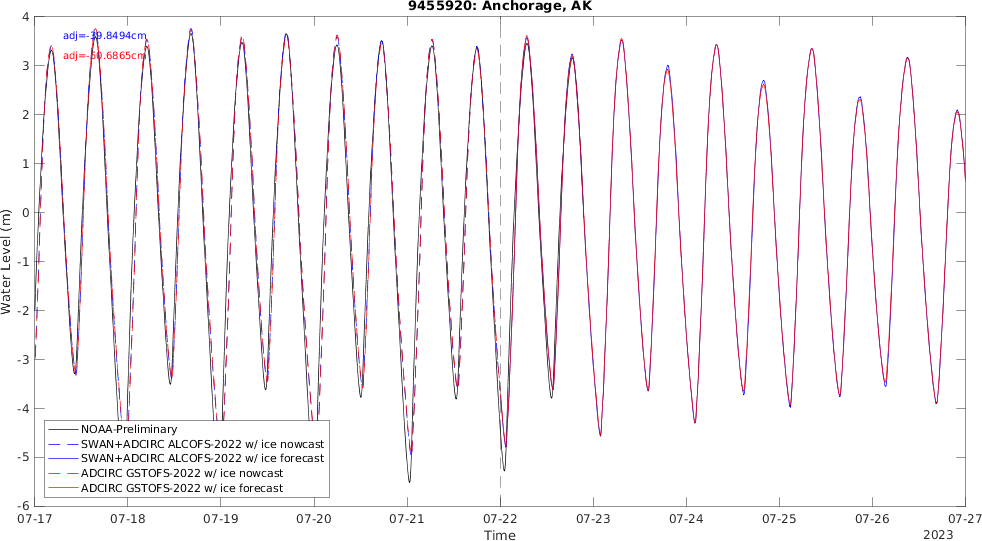 9455920: Anchorage, AK
adj=-39.8494cm
adj=-50.6865cm
4
3
2
1
0
-1
-2
-3
-4
-5
-6
Water Level (m)
NOAA-Preliminary
SWAN+ADCIRC ALCOFS-2022 w/ ice nowcast
SWAN+ADCIRC ALCOFS-2022 w/ ice forecast
ADCIRC GSTOFS-2022 w/ ice nowcast
ADCIRC GSTOFS-2022 w/ ice forecast
07-17 07-18 07-19 07-20 07-21 07-22 07-23 07-24 07-25 07-26 07-27
Time
2023